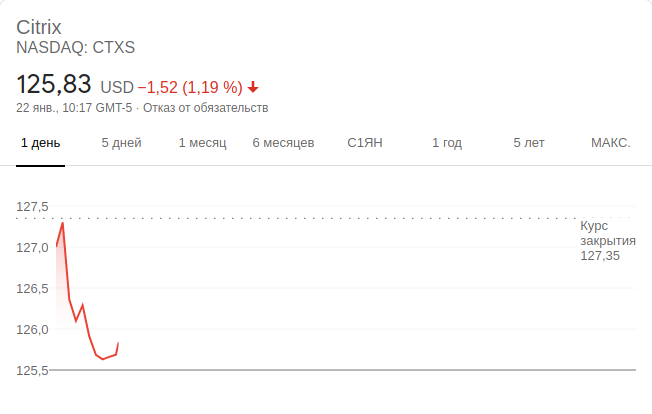 Citrix
NASDAQ: CTXS
125,83 USD −1,52 (1,19 %)
22 янв., 10:17 GMT-5 · Отказ от обязательств
1 день 5 дней 1 месяц 6 месяцев С1ЯН 1 год 5 лет МАКС.
127,5
Курс
закрытия
127,35
127,0
126,5
126,0
125,5